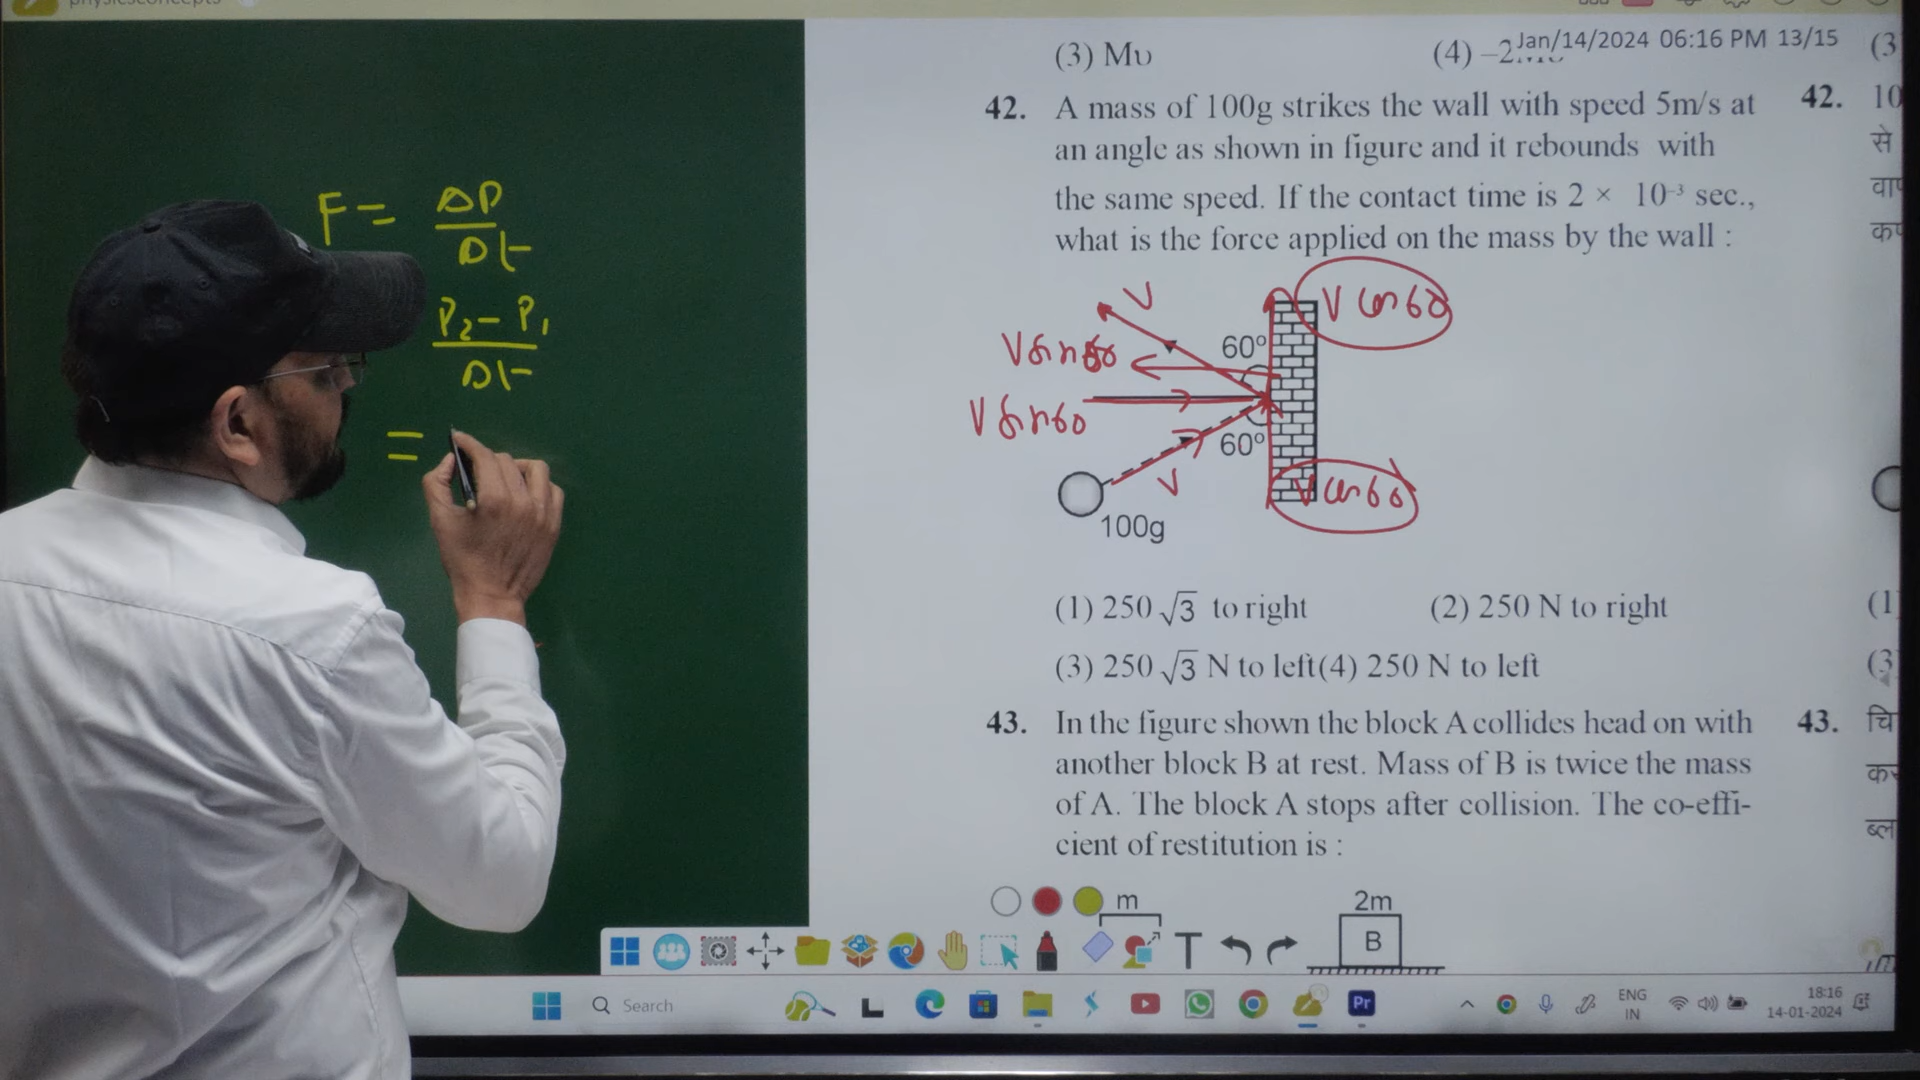 physicsconcepts
F = ΔP
Δt
P₂ - P₁
Δt
=
(3) Mυ (4) –2
Jan/14/2024 06:16 PM 13/15
(3
42. A mass of 100g strikes the wall with speed 5m/s at
an angle as shown in figure and it rebounds with
the same speed. If the contact time is 2 × 10⁻³ sec.,
what is the force applied on the mass by the wall :
42. 10
से
वा
क
V
V cos 60
60°
V sin 60
V sin 60
60°
V
V cos 60
100g
(1) 250 √3 to right (2) 250 N to right
(3) 250 √3 N to left(4) 250 N to left
(1
(3
43. In the figure shown the block A collides head on with
another block B at rest. Mass of B is twice the mass
of A. The block A stops after collision. The co-effi-
cient of restitution is :
43. चि
कर
ब्ल
m
2m
B
T
Search
Pr
ENG
IN
18:16
14-01-2024